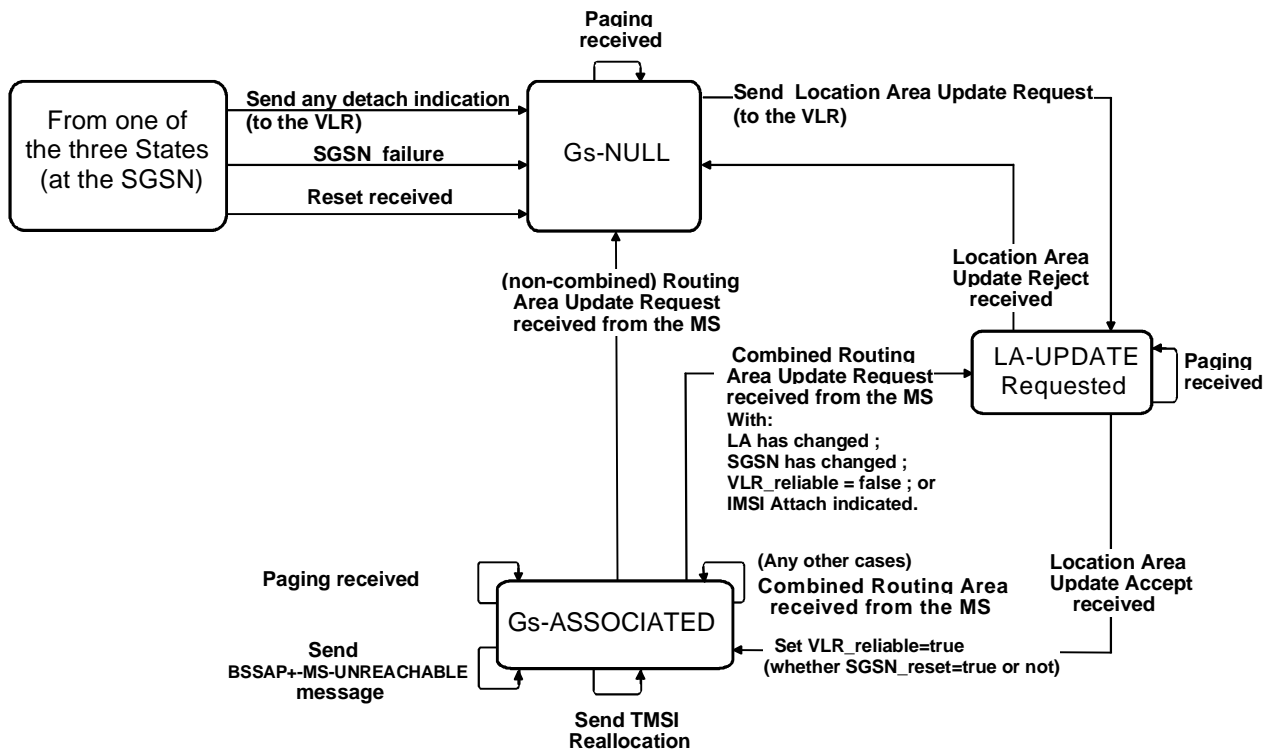 Paging
received
From one of
the three States
(at the SGSN)
Send any detach indication
(to the VLR)
SGSN failure
Reset received
Gs-NULL
Send Location Area Update Request
(to the VLR)
Location Area
Update Reject
received
(non-combined) Routing
Area Update Request
received from the MS
LA-UPDATE
Requested
Paging
received
Combined Routing
Area Update Request
received from the MS
With:
LA has changed ;
SGSN has changed ;
VLR_reliable = false ; or
IMSI Attach indicated.
Paging received
Gs-ASSOCIATED
(Any other cases)
Combined Routing Area
received from the MS
Location Area
Update Accept
received
Set VLR_reliable=true
(whether SGSN_reset=true or not)
Send
BSSAP+-MS-UNREACHABLE
message
Send TMSI
Reallocation